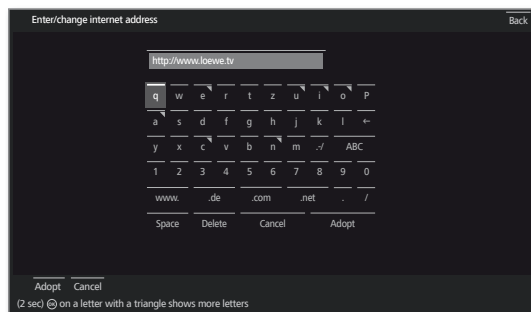 Enter/change internet address Back
http://www.loewe.tv
q w e r t z u i o P
a s d f g h j k l ←
y x c v b n m .-/ ABC
1 2 3 4 5 6 7 8 9 0
www. .de .com .net . /
Space Delete Cancel Adopt
Adopt Cancel
(2 sec) OK on a letter with a triangle shows more letters